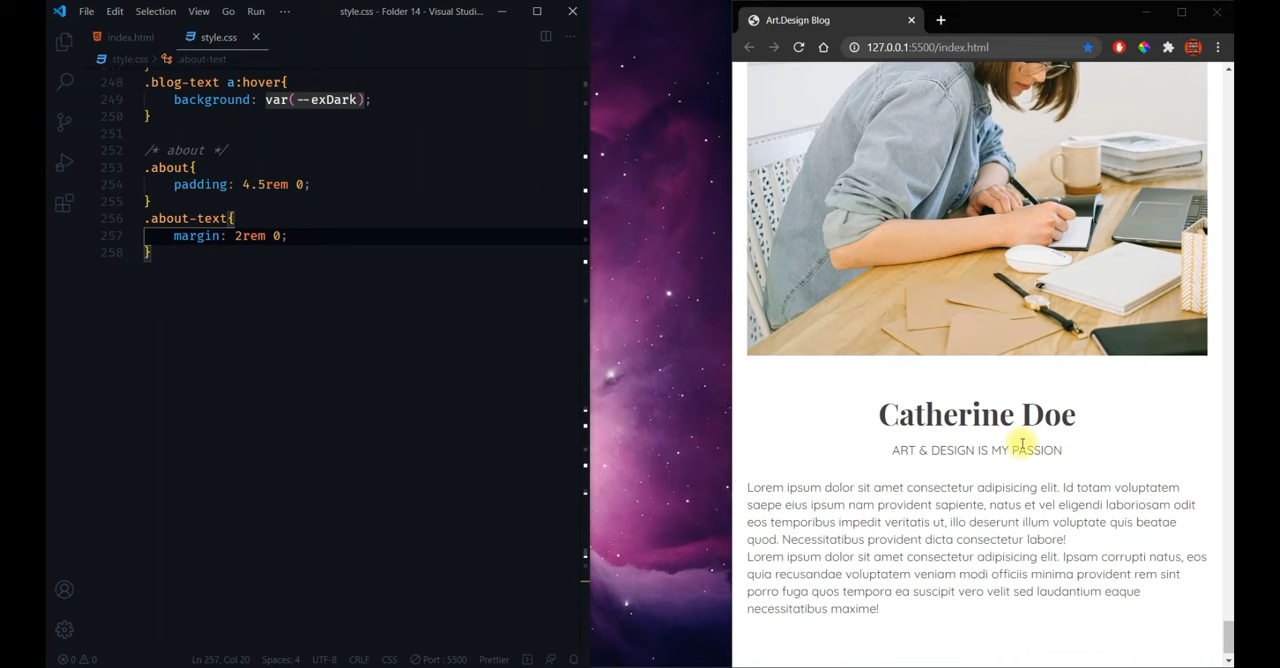 File Edit Selection View Go Run ··· style.css - Folder 14 - Visual Studi...
index.html style.css
style.css > .about-text
248 .blog-text a:hover{
249 background: var(--exDark);
250 }
251
252 /* about */
253 .about{
254 padding: 4.5rem 0;
255 }
256 .about-text{
257 margin: 2rem 0;
258 }
0 0 Ln 257, Col 20 Spaces: 4 UTF-8 CRLF CSS Port : 5500 Prettier
Art.Design Blog
127.0.0.1:5500/index.html
Catherine Doe
ART & DESIGN IS MY PASSION
Lorem ipsum dolor sit amet consectetur adipisicing elit. Id totam voluptatem
saepe eius ipsum nam provident sapiente, natus et vel eligendi laboriosam odit
eos temporibus impedit veritatis ut, illo deserunt illum voluptate quis beatae
quod. Necessitatibus provident dicta consectetur labore!
Lorem ipsum dolor sit amet consectetur adipisicing elit. Ipsam corrupti natus, eos
quia recusandae voluptatem veniam modi officiis minima provident rem sint
porro fuga quos tempora ea suscipit vero velit sed laudantium eaque
necessitatibus maxime!